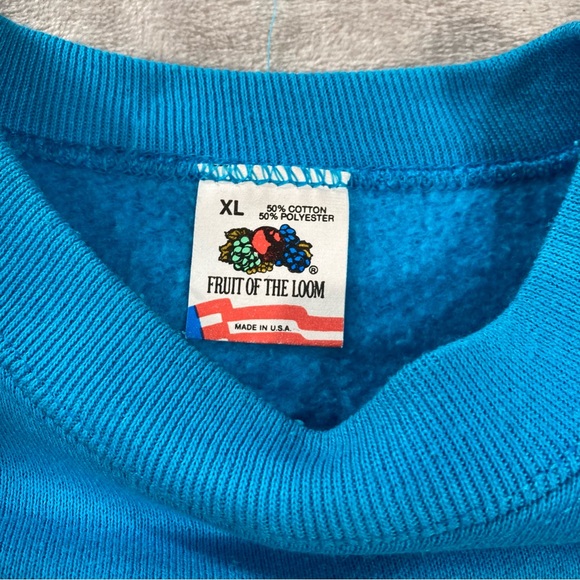 XL
50% COTTON
50% POLYESTER
®
FRUIT OF THE LOOM
MADE IN U.S.A.